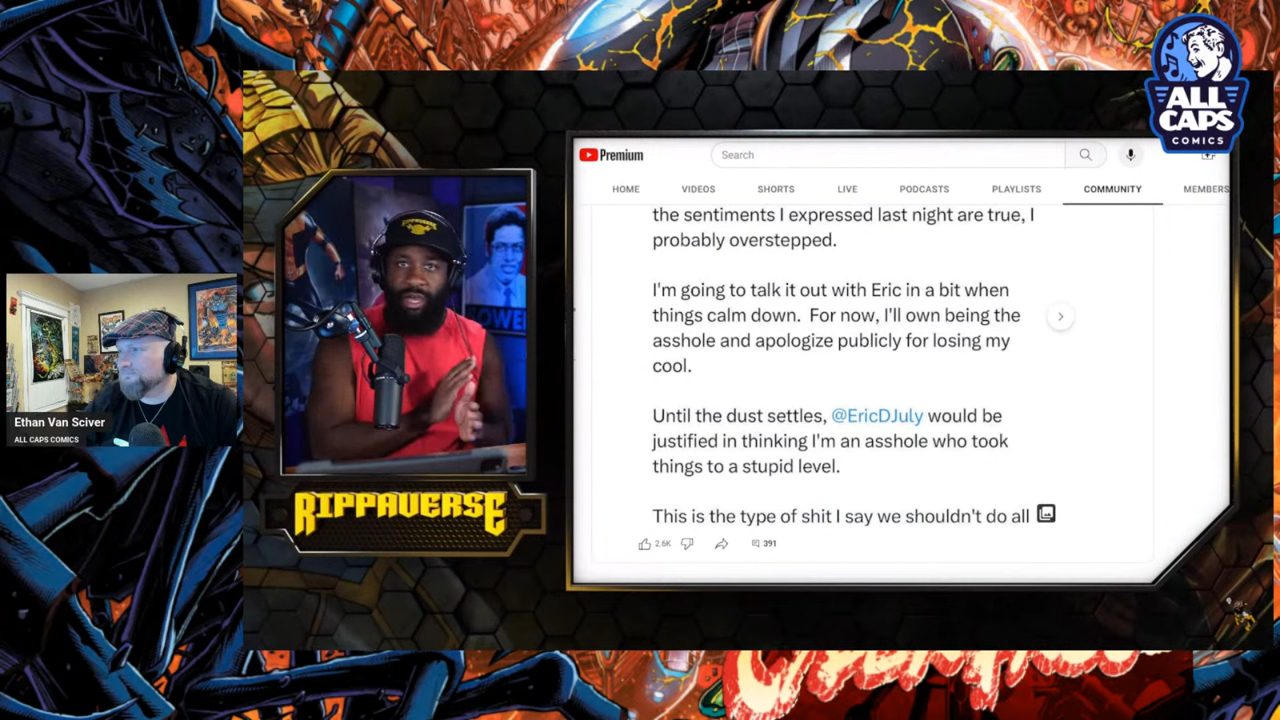 ALL
CAPS
COMICS
Premium
Search
HOME
VIDEOS
SHORTS
LIVE
PODCASTS
PLAYLISTS
COMMUNITY
MEMBERS
the sentiments I expressed last night are true, I
probably overstepped.
I'm going to talk it out with Eric in a bit when
things calm down. For now, I'll own being the
asshole and apologize publicly for losing my
cool.
Until the dust settles, @EricDJuly would be
justified in thinking I'm an asshole who took
things to a stupid level.
This is the type of shit I say we shouldn't do all
2.6K
391
RIPPAVERSE
RIPPAVERSE
Ethan Van Sciver
ALL CAPS COMICS